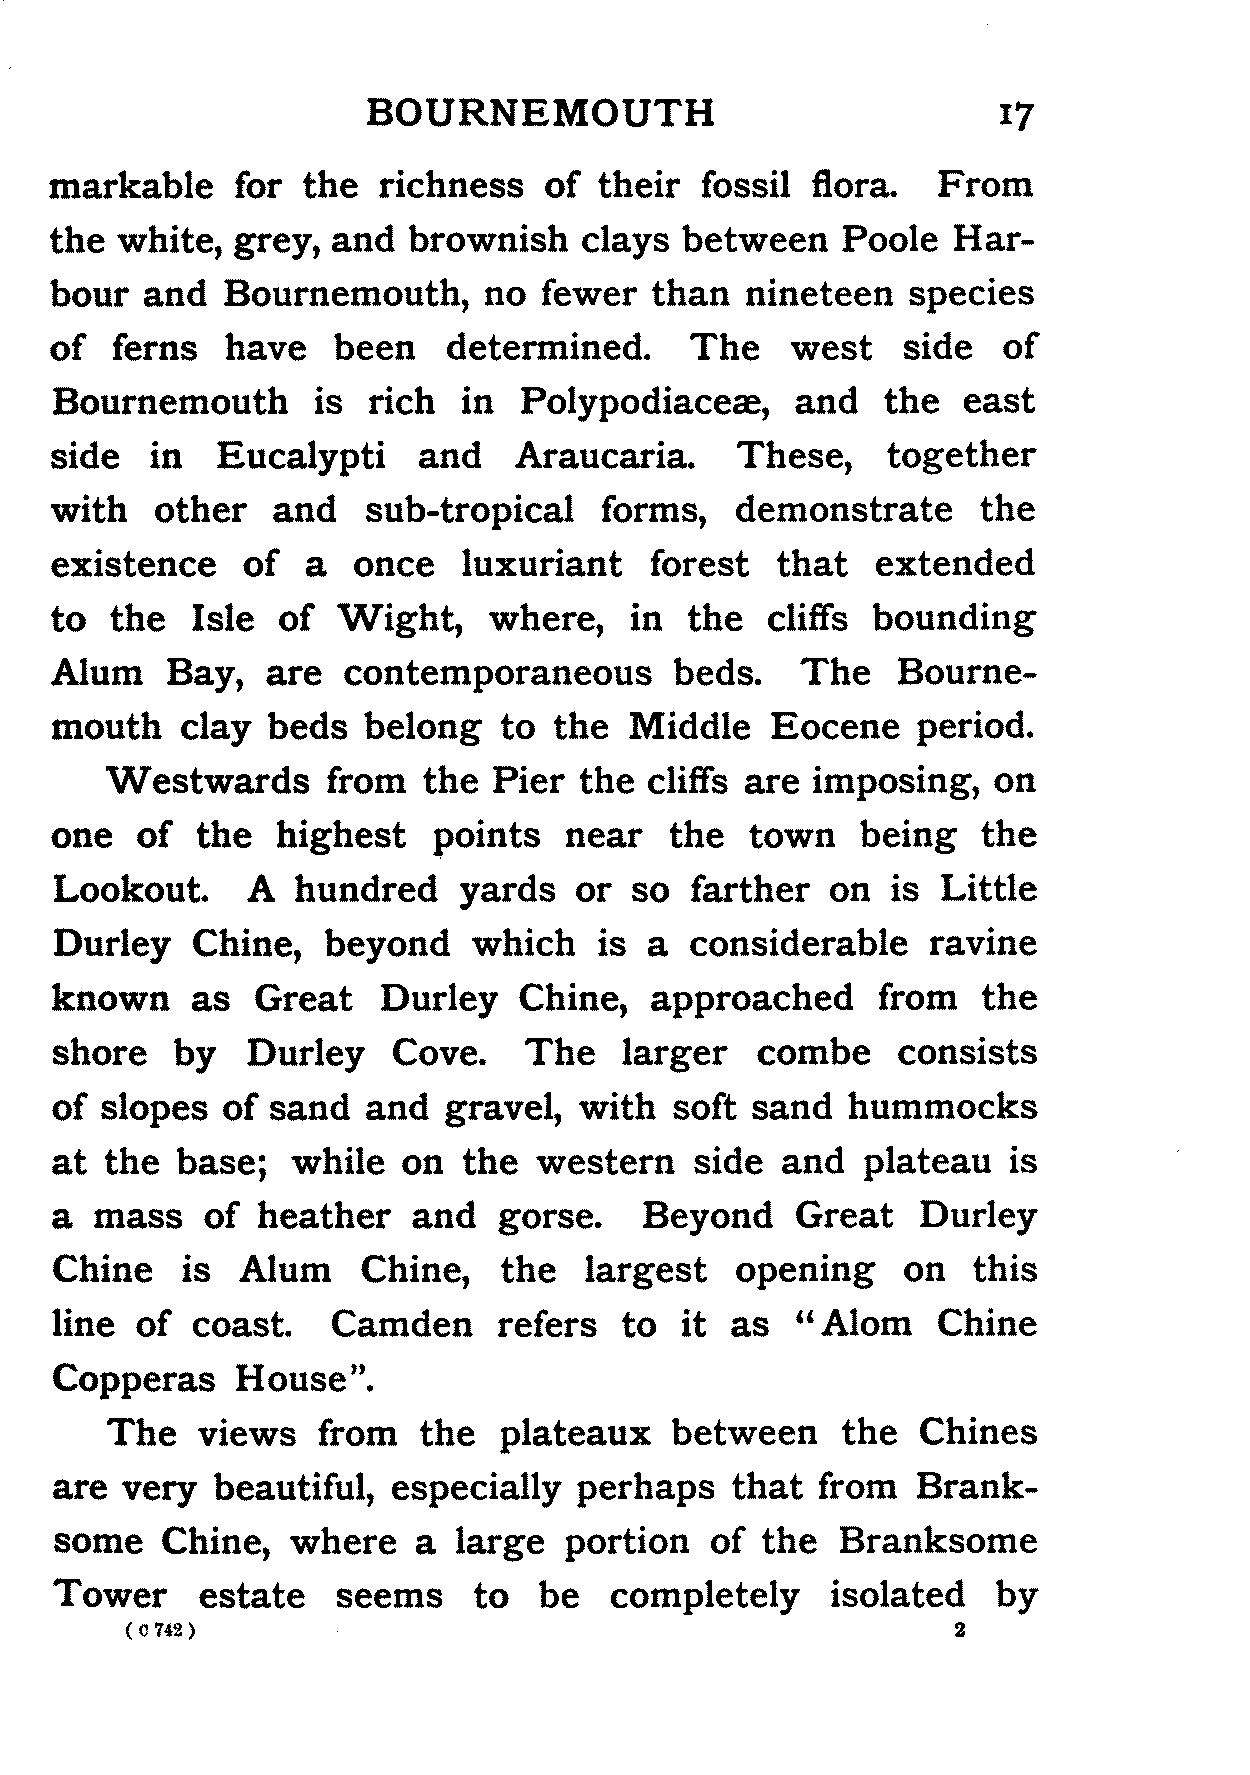 BOURNEMOUTH 17
markable for the richness of their fossil flora. From
the white, grey, and brownish clays between Poole Har-
bour and Bournemouth, no fewer than nineteen species
of ferns have been determined. The west side of
Bournemouth is rich in Polypodiaceæ, and the east
side in Eucalypti and Araucaria. These, together
with other and sub-tropical forms, demonstrate the
existence of a once luxuriant forest that extended
to the Isle of Wight, where, in the cliffs bounding
Alum Bay, are contemporaneous beds. The Bourne-
mouth clay beds belong to the Middle Eocene period.
Westwards from the Pier the cliffs are imposing, on
one of the highest points near the town being the
Lookout. A hundred yards or so farther on is Little
Durley Chine, beyond which is a considerable ravine
known as Great Durley Chine, approached from the
shore by Durley Cove. The larger combe consists
of slopes of sand and gravel, with soft sand hummocks
at the base; while on the western side and plateau is
a mass of heather and gorse. Beyond Great Durley
Chine is Alum Chine, the largest opening on this
line of coast. Camden refers to it as "Alom Chine
Copperas House".
The views from the plateaux between the Chines
are very beautiful, especially perhaps that from Brank-
some Chine, where a large portion of the Branksome
Tower estate seems to be completely isolated by
(C 742) 2